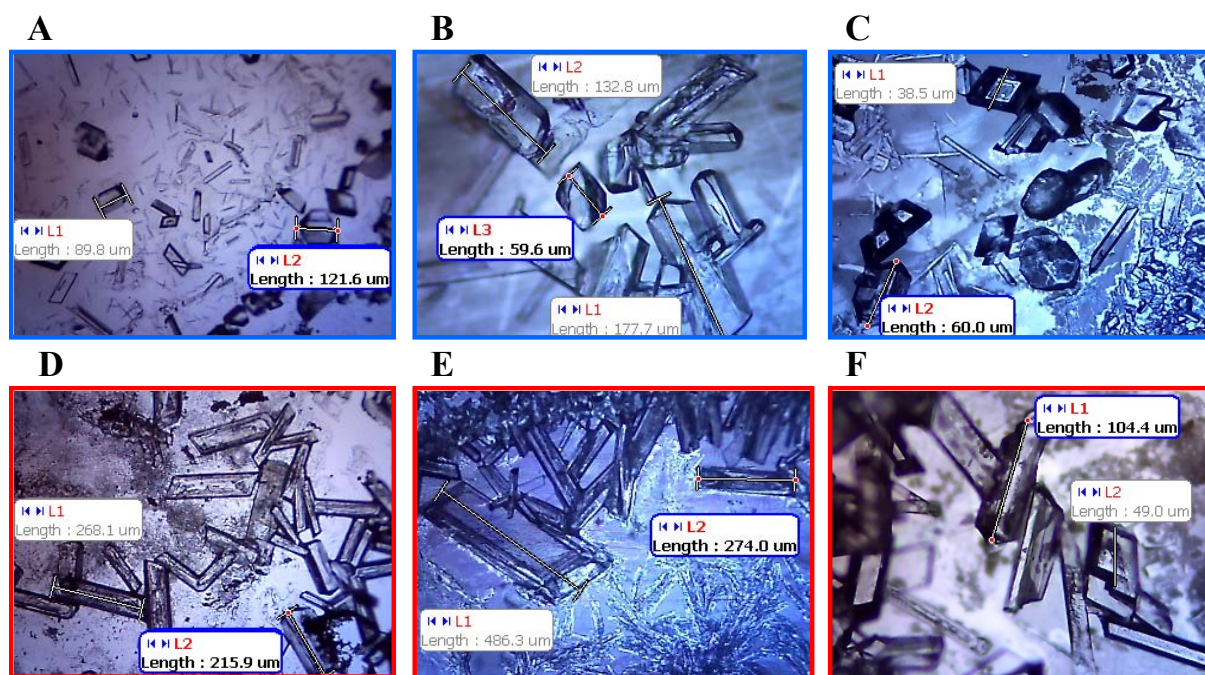 A B C
L1
Length : 89.8 um
L2
Length : 121.6 um
L2
Length : 132.8 um
L3
Length : 59.6 um
L1
Length : 177.7 um
L1
Length : 38.5 um
L2
Length : 60.0 um
D E F
L1
Length : 268.1 um
L2
Length : 215.9 um
L2
Length : 274.0 um
L1
Length : 486.3 um
L1
Length : 104.4 um
L2
Length : 49.0 um